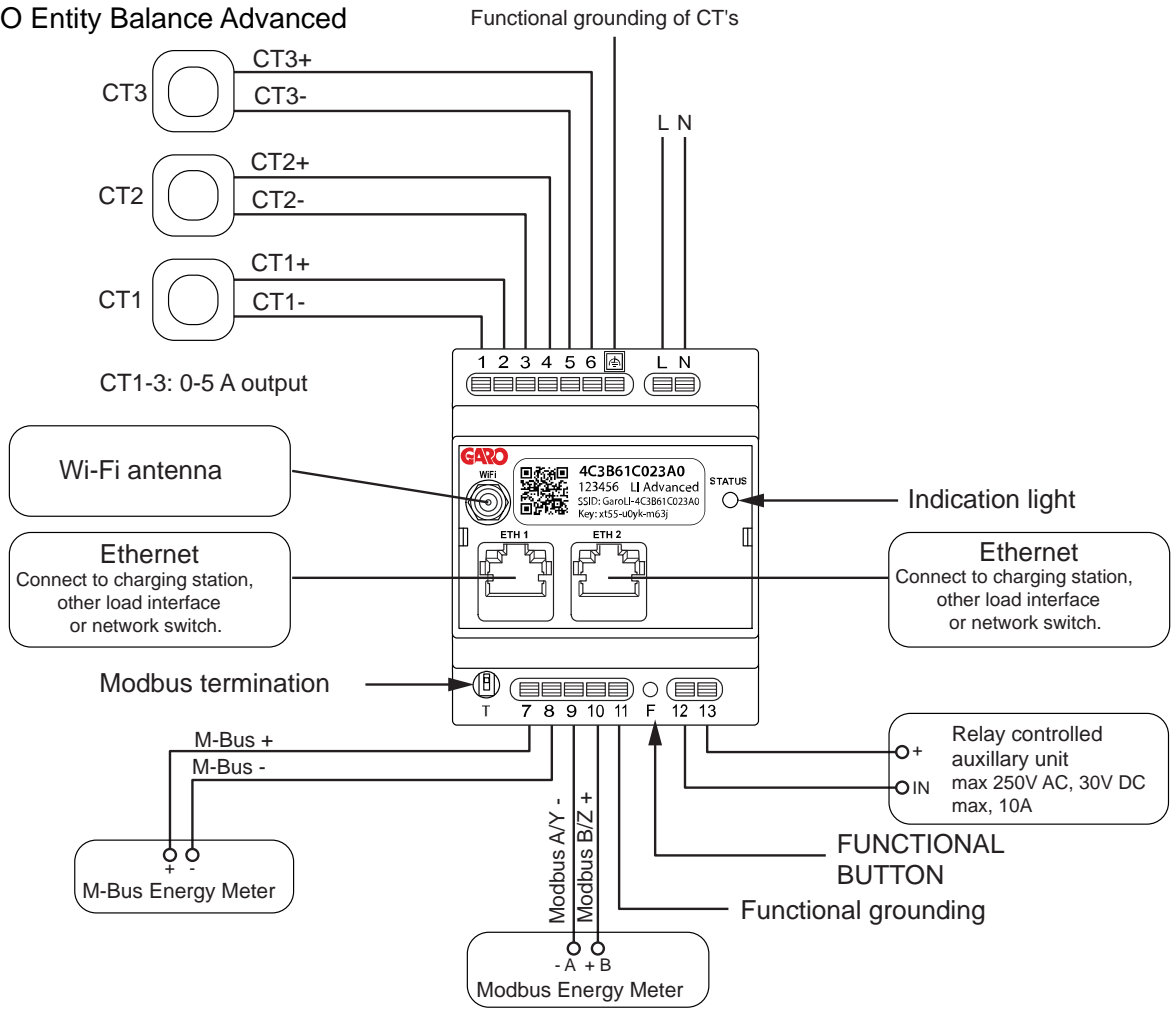 O Entity Balance Advanced
Functional grounding of CT's
CT3
CT3+
CT3-
L N
CT2
CT2+
CT2-
CT1
CT1+
CT1-
CT1-3: 0-5 A output
1 2 3 4 5 6
L N
GARO
WiFi
4C3B61C023A0
123456 LI Advanced
SSID: GaroLI-4C3B61C023A0
Key: xt55-u0yk-m63j
STATUS
Wi-Fi antenna
Indication light
ETH 1
ETH 2
Ethernet
Connect to charging station,
other load interface
or network switch.
Ethernet
Connect to charging station,
other load interface
or network switch.
Modbus termination
T 7 8 9 10 11 F 12 13
M-Bus +
M-Bus -
+ -
M-Bus Energy Meter
Modbus A/Y -
Modbus B/Z +
- A + B
Modbus Energy Meter
+
IN
Relay controlled
auxillary unit
max 250V AC, 30V DC
max, 10A
FUNCTIONAL
BUTTON
Functional grounding